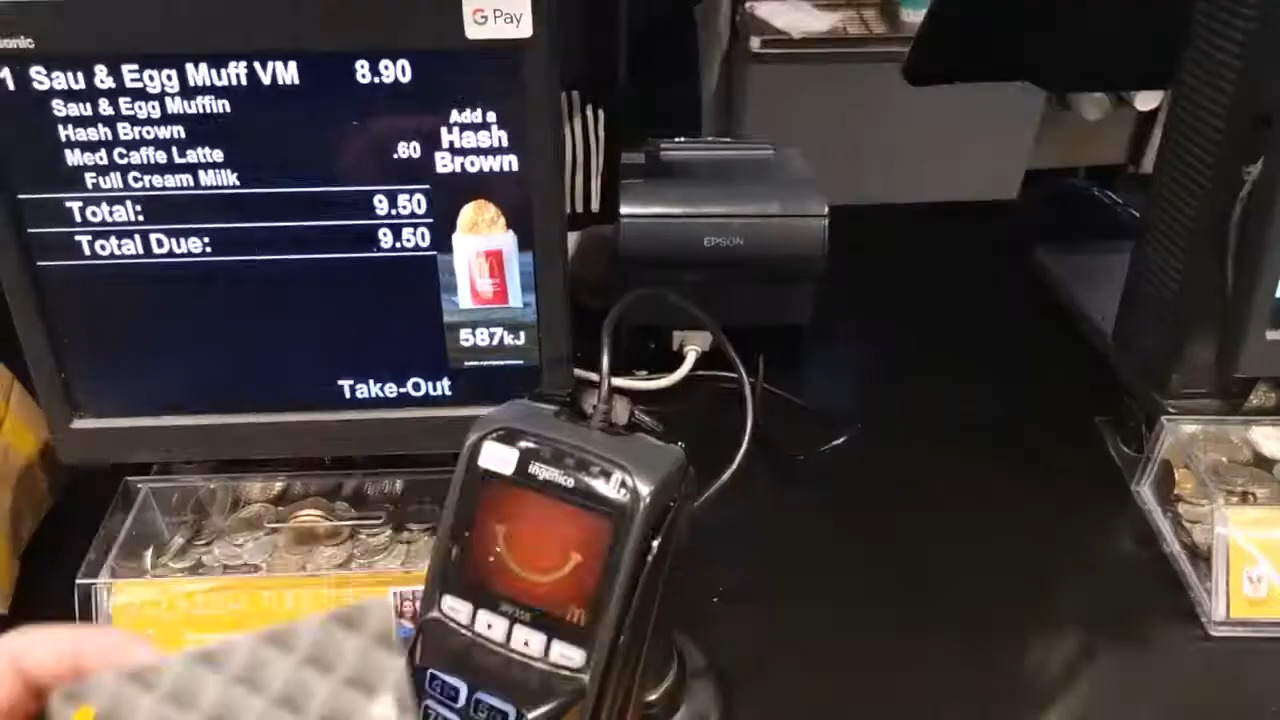 G Pay
1 Sau & Egg Muff VM 8.90
Sau & Egg Muffin
Hash Brown
Med Caffe Latte .60
Full Cream Milk
Total: 9.50
Total Due: 9.50
Add a
Hash
Brown
587kJ
Take-Out
EPSON
ingenico